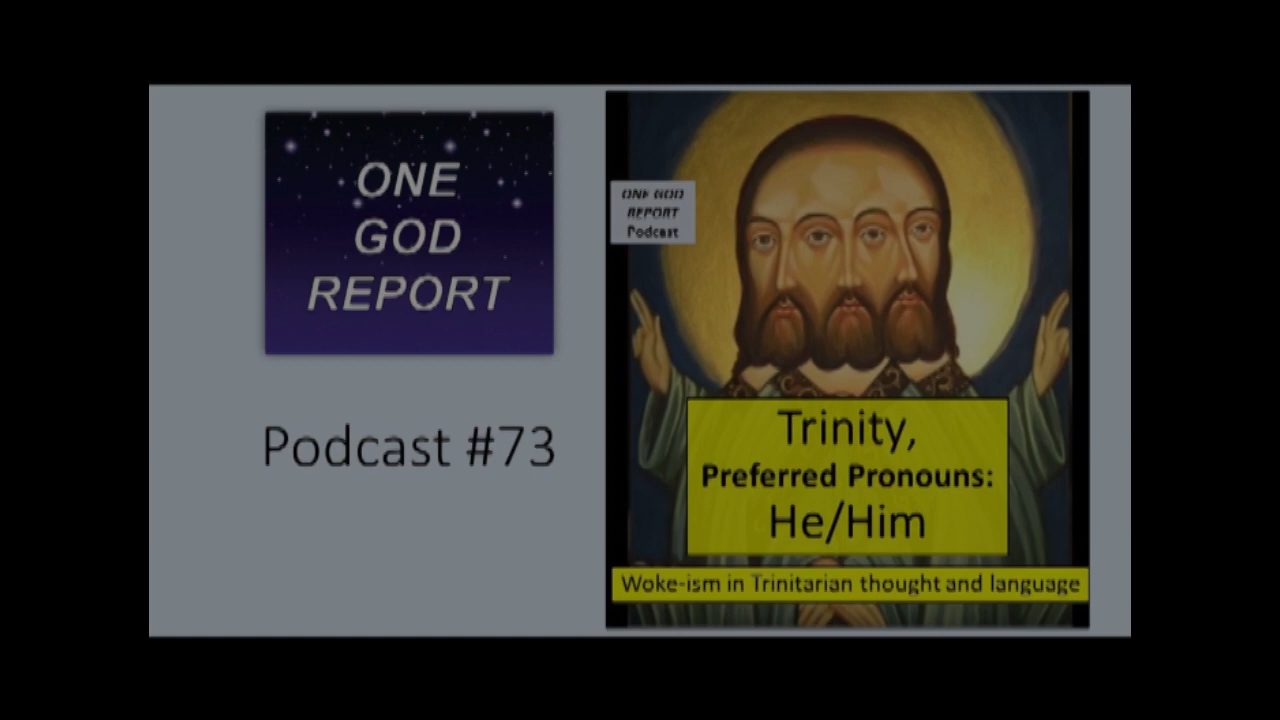 ONE
GOD
REPORT
Podcast #73
ONE GOD
REPORT
Podcast
Trinity,
Preferred Pronouns:
He/Him
Woke-ism in Trinitarian thought and language